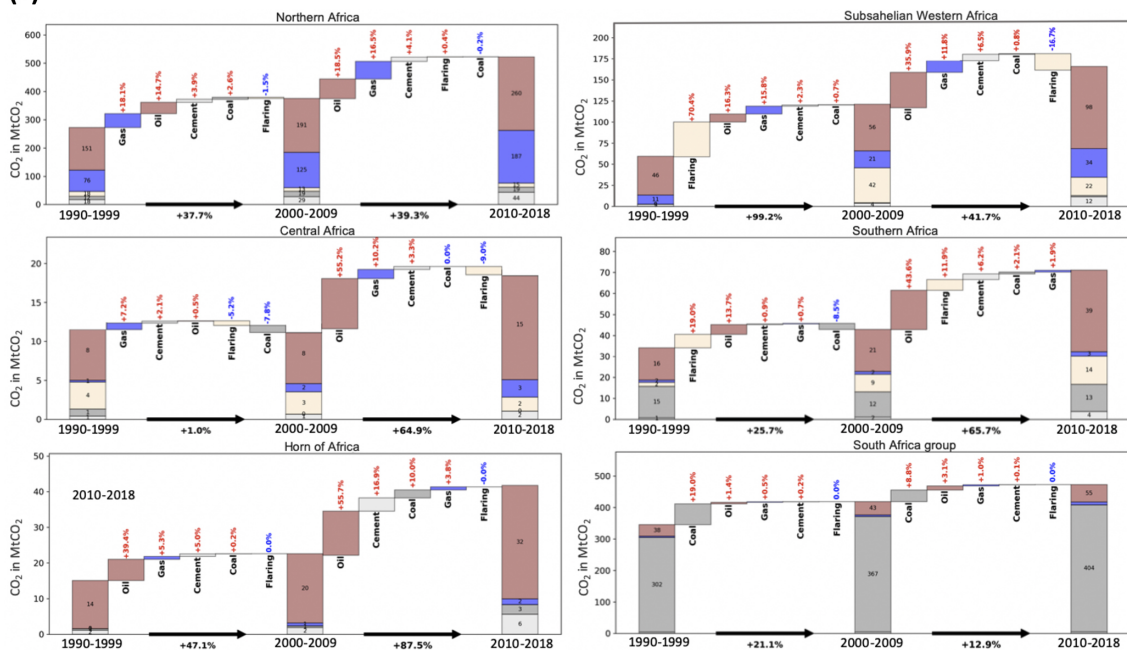 Northern Africa
CO2 in MtCO2
600
500
400
300
200
100
0
151
76
18
+18.1%
Gas
+14.7%
Oil
+3.9%
Cement
+2.6%
Coal
-1.5%
Flaring
191
125
29
+18.5%
Oil
+16.5%
Gas
+4.1%
Cement
+0.4%
Flaring
-0.2%
Coal
260
187
44
1990-1999
+37.7%
2000-2009
+39.3%
2010-2018
Subsahelian Western Africa
CO2 in MtCO2
200
175
150
125
100
75
50
25
0
46
11
+70.4%
Flaring
+16.3%
Oil
+15.8%
Gas
+2.3%
Cement
+0.7%
Coal
56
21
42
+35.9%
Oil
+11.8%
Gas
+6.5%
Cement
+0.8%
Coal
-16.7%
Flaring
98
34
22
12
1990-1999
+99.2%
2000-2009
+41.7%
2010-2018
Central Africa
CO2 in MtCO2
20
15
10
5
0
8
4
+7.2%
Gas
+2.1%
Cement
+0.5%
Oil
-5.2%
Flaring
-7.8%
Coal
8
2
3
+55.2%
Oil
+10.2%
Gas
+3.3%
Cement
0.0%
Coal
-9.0%
Flaring
15
3
2
2
1990-1999
+1.0%
2000-2009
+64.9%
2010-2018
Southern Africa
CO2 in MtCO2
80
70
60
50
40
30
20
10
0
16
15
1
+19.0%
Flaring
+13.7%
Oil
+0.9%
Cement
+0.7%
Gas
-8.5%
Coal
21
9
12
+43.6%
Oil
+11.9%
Flaring
+6.2%
Cement
+2.1%
Coal
+1.9%
Gas
39
14
13
4
1990-1999
+25.7%
2000-2009
+65.7%
2010-2018
Horn of Africa
CO2 in MtCO2
50
40
30
20
10
0
2010-2018
14
+39.4%
Oil
+5.3%
Gas
+5.0%
Cement
+0.2%
Coal
0.0%
Flaring
20
+55.7%
Oil
+16.9%
Cement
+10.0%
Coal
+3.8%
Gas
-0.0%
Flaring
32
2
3
6
1990-1999
+47.1%
2000-2009
+87.5%
2010-2018
South Africa group
CO2 in MtCO2
500
400
300
200
100
0
38
302
+19.0%
Coal
+1.4%
Oil
+0.5%
Gas
+0.2%
Cement
0.0%
Flaring
43
367
+8.8%
Coal
+3.1%
Oil
+1.0%
Gas
+0.1%
Cement
0.0%
Flaring
55
404
1990-1999
+21.1%
2000-2009
+12.9%
2010-2018